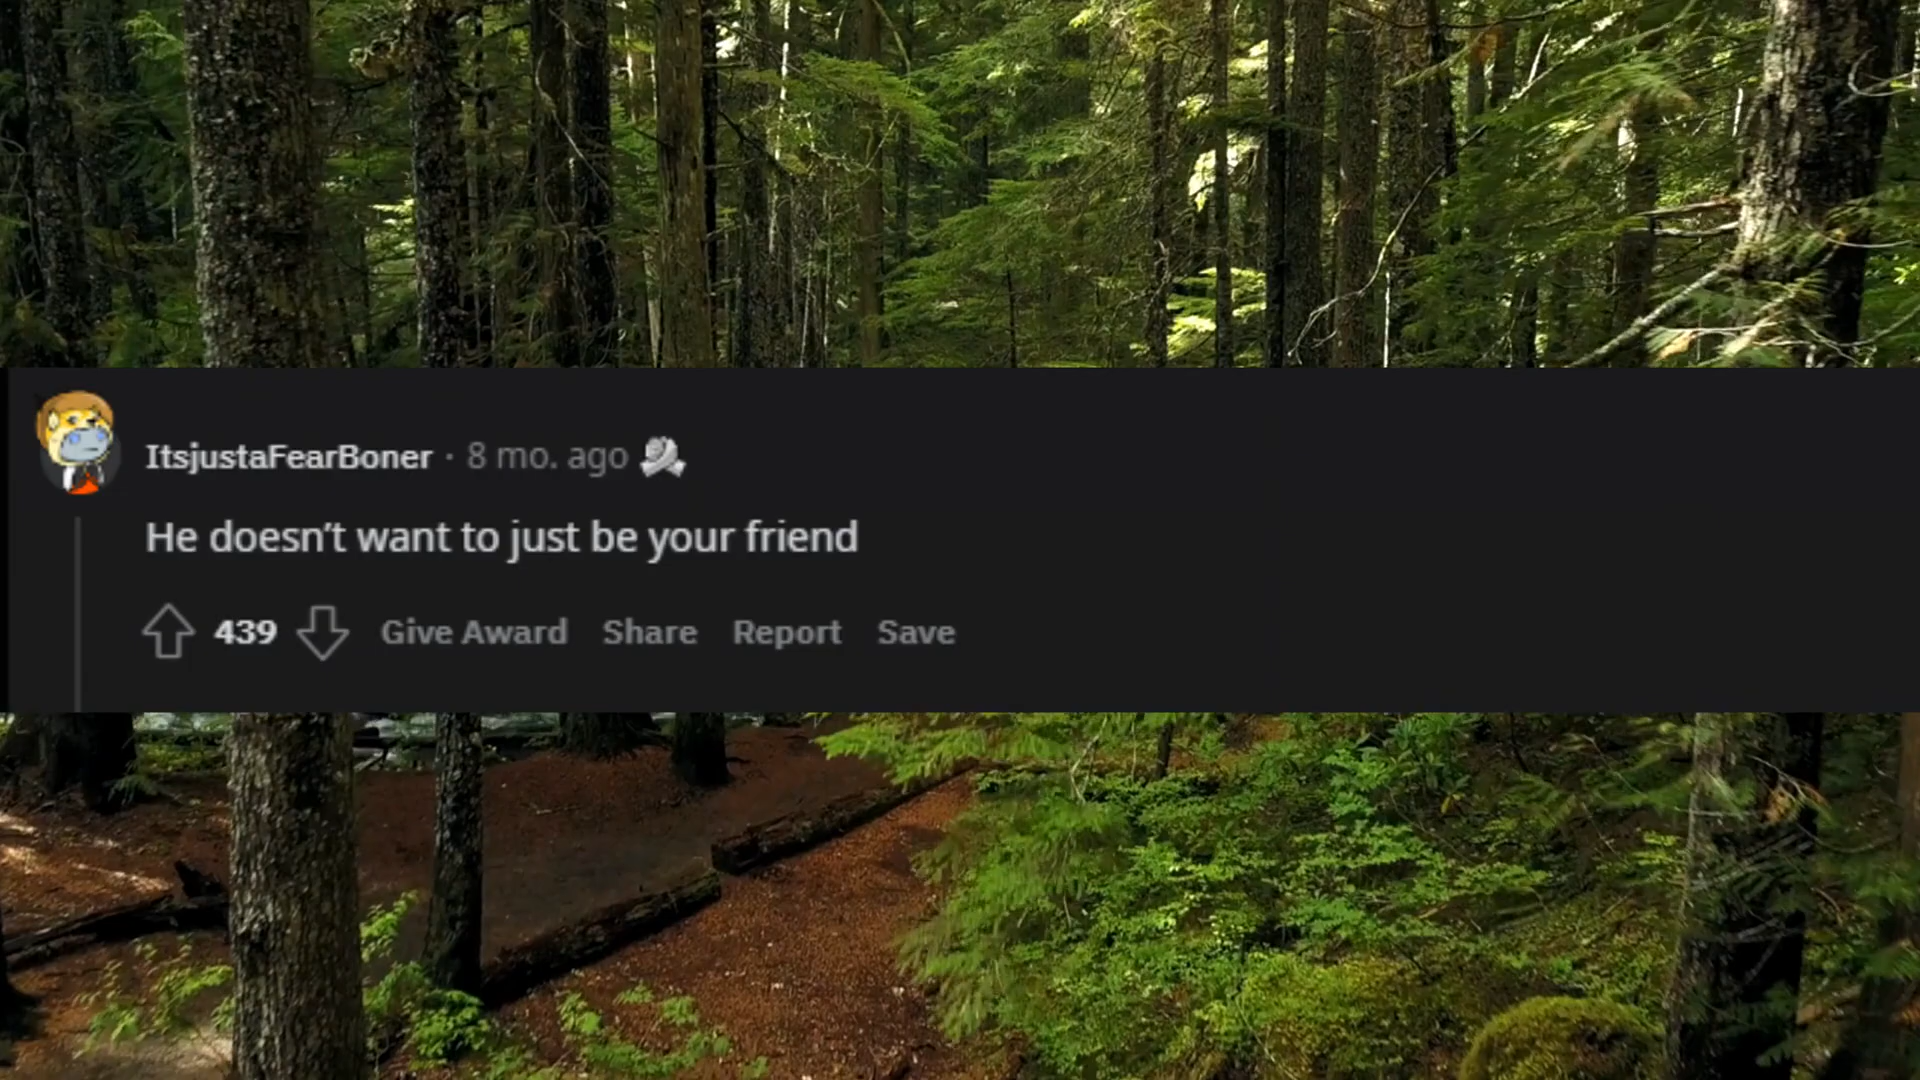 ItsjustaFearBoner · 8 mo. ago
He doesn’t want to just be your friend
439 Give Award Share Report Save